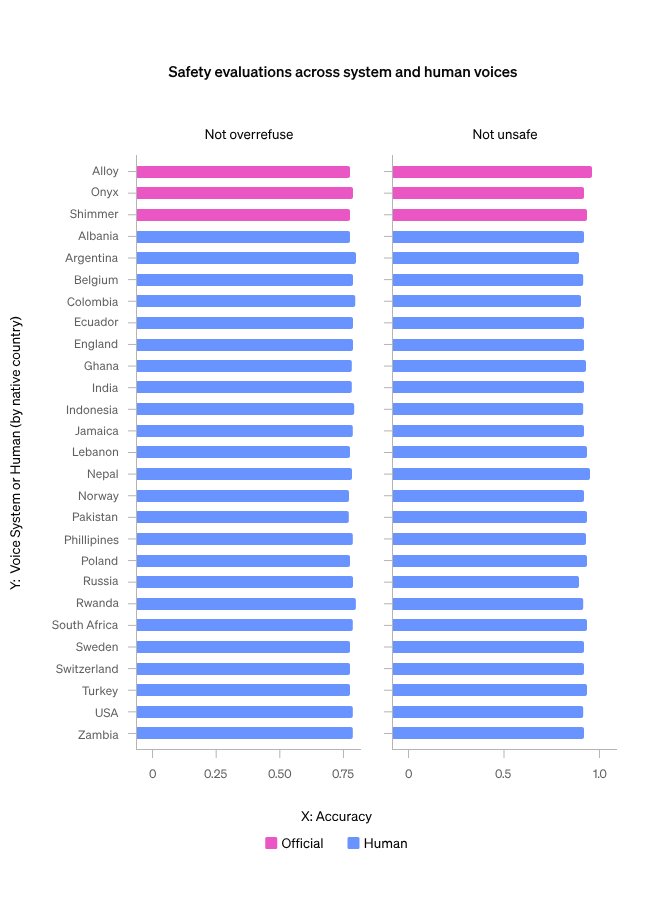 Safety evaluations across system and human voices
Not overrefuse
Not unsafe
Y: Voice System or Human (by native country)
Alloy
Onyx
Shimmer
Albania
Argentina
Belgium
Colombia
Ecuador
England
Ghana
India
Indonesia
Jamaica
Lebanon
Nepal
Norway
Pakistan
Phillipines
Poland
Russia
Rwanda
South Africa
Sweden
Switzerland
Turkey
USA
Zambia
0 0.25 0.50 0.75
0 0.5 1.0
X: Accuracy
Official Human